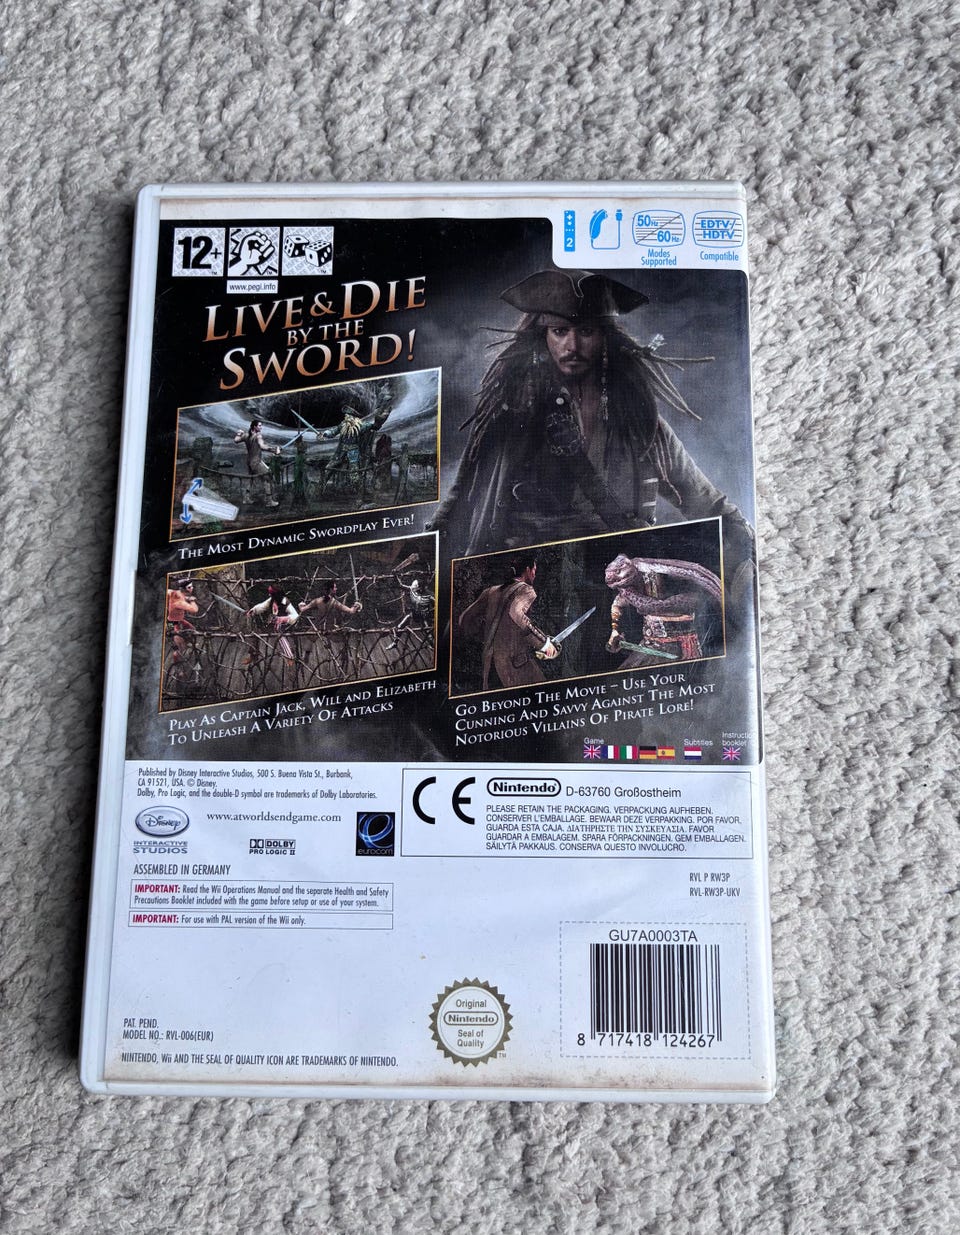 12+
www.pegi.info
2
50Hz
60Hz
Modes
Supported
EDTV/
HDTV
Compatible
LIVE & DIE
BY THE
SWORD!
THE MOST DYNAMIC SWORDPLAY EVER!
PLAY AS CAPTAIN JACK, WILL AND ELIZABETH
TO UNLEASH A VARIETY OF ATTACKS
GO BEYOND THE MOVIE – USE YOUR
CUNNING AND SAVVY AGAINST THE MOST
NOTORIOUS VILLAINS OF PIRATE LORE!
Game
Subtitles
Instruction
booklet
Published by Disney Interactive Studios, 500 S. Buena Vista St., Burbank,
CA 91521, USA. © Disney.
Dolby, Pro Logic, and the double-D symbol are trademarks of Dolby Laboratories.
Disney
INTERACTIVE
STUDIOS
www.atworldsendgame.com
DOLBY
PRO LOGIC II
eurocom
CE
Nintendo
D-63760 Großostheim
PLEASE RETAIN THE PACKAGING. VERPACKUNG AUFHEBEN.
CONSERVER L'EMBALLAGE. BEWAAR DEZE VERPAKKING. POR FAVOR,
GUARDA ESTA CAJA. ΔΙΑΤΗΡΗΣΤΕ ΤΗΝ ΣΥΣΚΕΥΑΣΙΑ. FAVOR
GUARDAR A EMBALAGEM. SPARA FÖRPACKNINGEN. GEM EMBALLAGEN.
SÄILYTÄ PAKKAUS. CONSERVA QUESTO INVOLUCRO.
ASSEMBLED IN GERMANY
IMPORTANT: Read the Wii Operations Manual and the separate Health and Safety
Precautions Booklet included with the game before setup or use of your system.
IMPORTANT: For use with PAL version of the Wii only.
RVL P RW3P
RVL-RW3P-UKV
GU7A0003TA
8 717418 124267
Original
Nintendo
Seal of
Quality
TM
PAT. PEND.
MODEL NO.: RVL-006(EUR)
NINTENDO, Wii AND THE SEAL OF QUALITY ICON ARE TRADEMARKS OF NINTENDO.